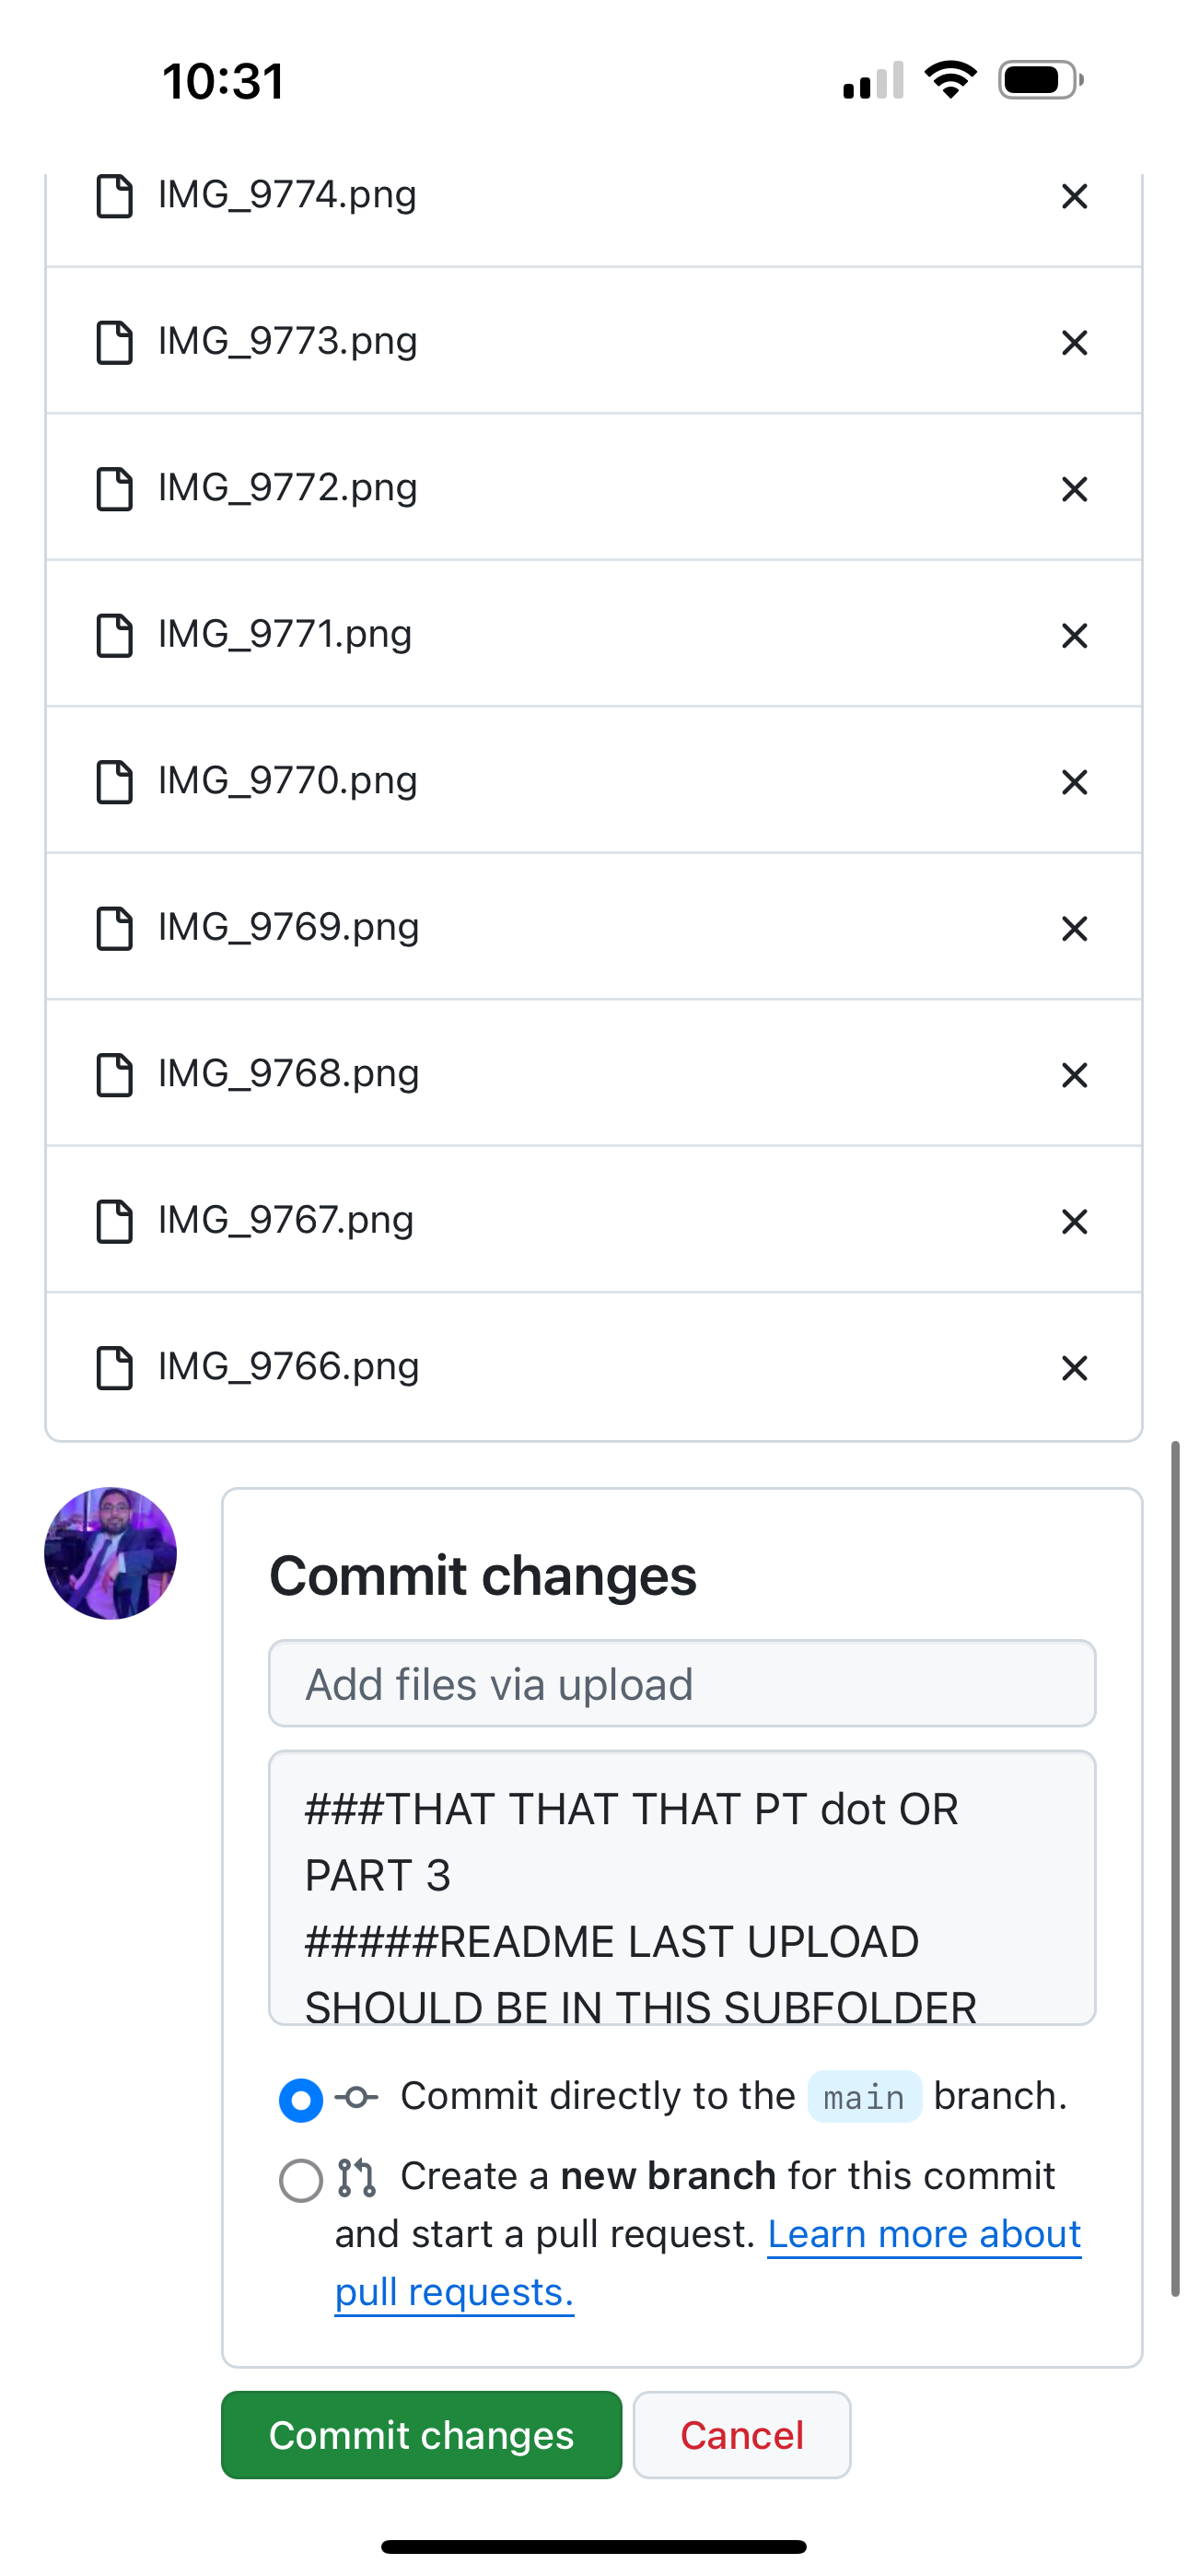 10:31
IMG_9774.png
IMG_9773.png
IMG_9772.png
IMG_9771.png
IMG_9770.png
IMG_9769.png
IMG_9768.png
IMG_9767.png
IMG_9766.png
Commit changes
Add files via upload
###THAT THAT THAT PT dot OR
PART 3
#####README LAST UPLOAD
SHOULD BE IN THIS SUBFOLDER
Commit directly to the main branch.
Create a new branch for this commit
and start a pull request. Learn more about
pull requests.
Commit changes
Cancel